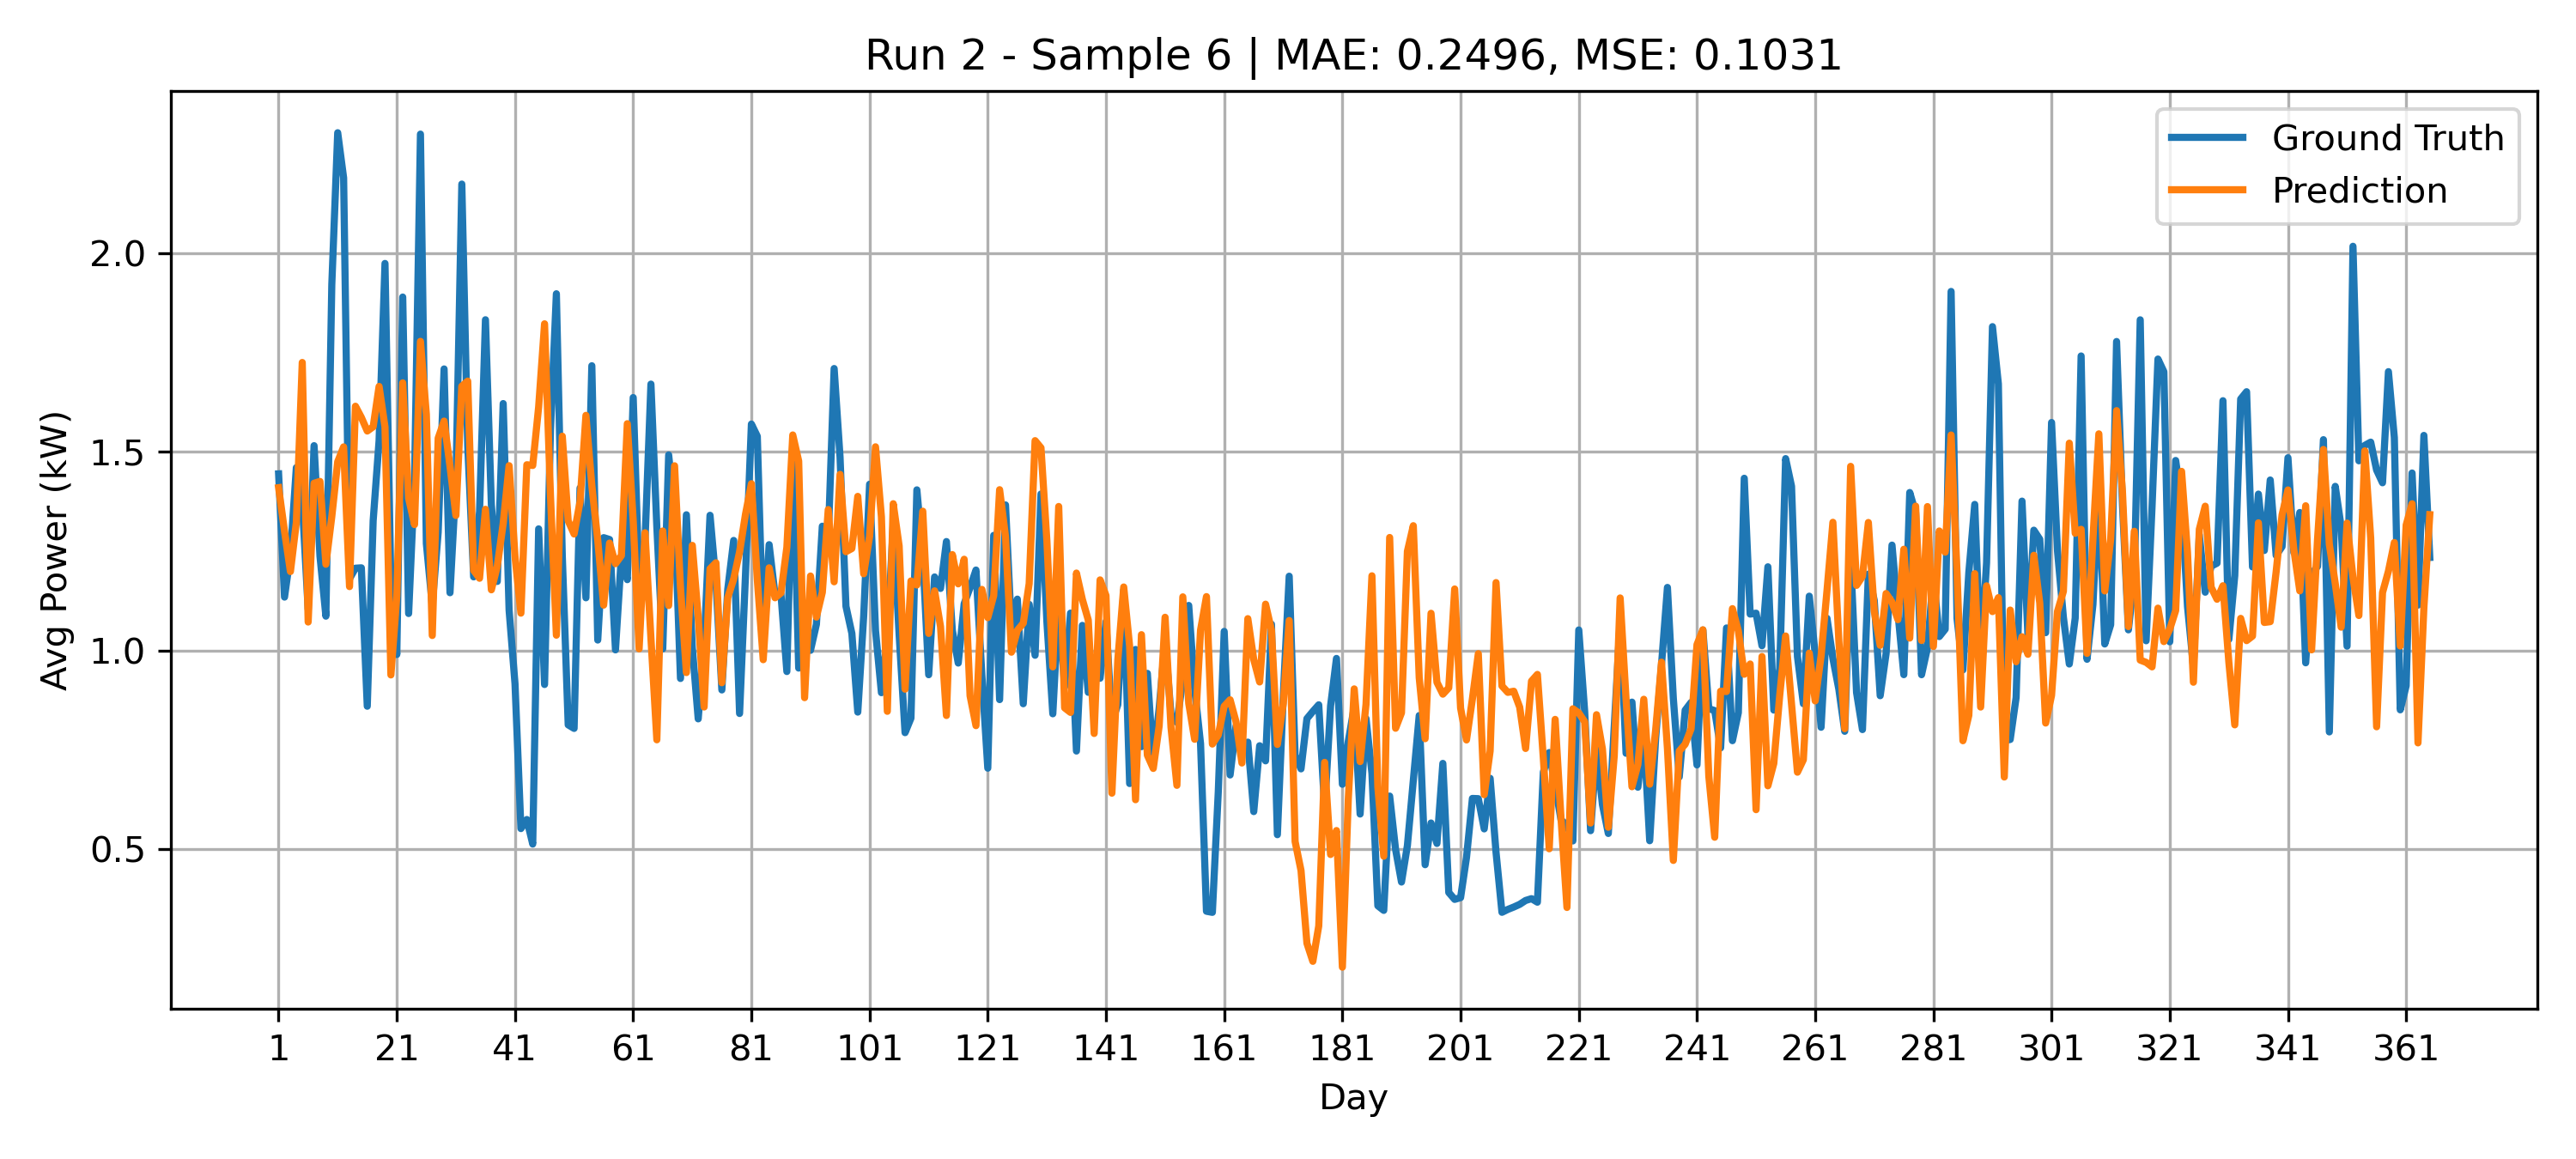 Run 2 - Sample 6 | MAE: 0.2496, MSE: 0.1031
Ground Truth
Prediction
Avg Power (kW)
2.0
1.5
1.0
0.5
1 21 41 61 81 101 121 141 161 181 201 221 241 261 281 301 321 341 361
Day